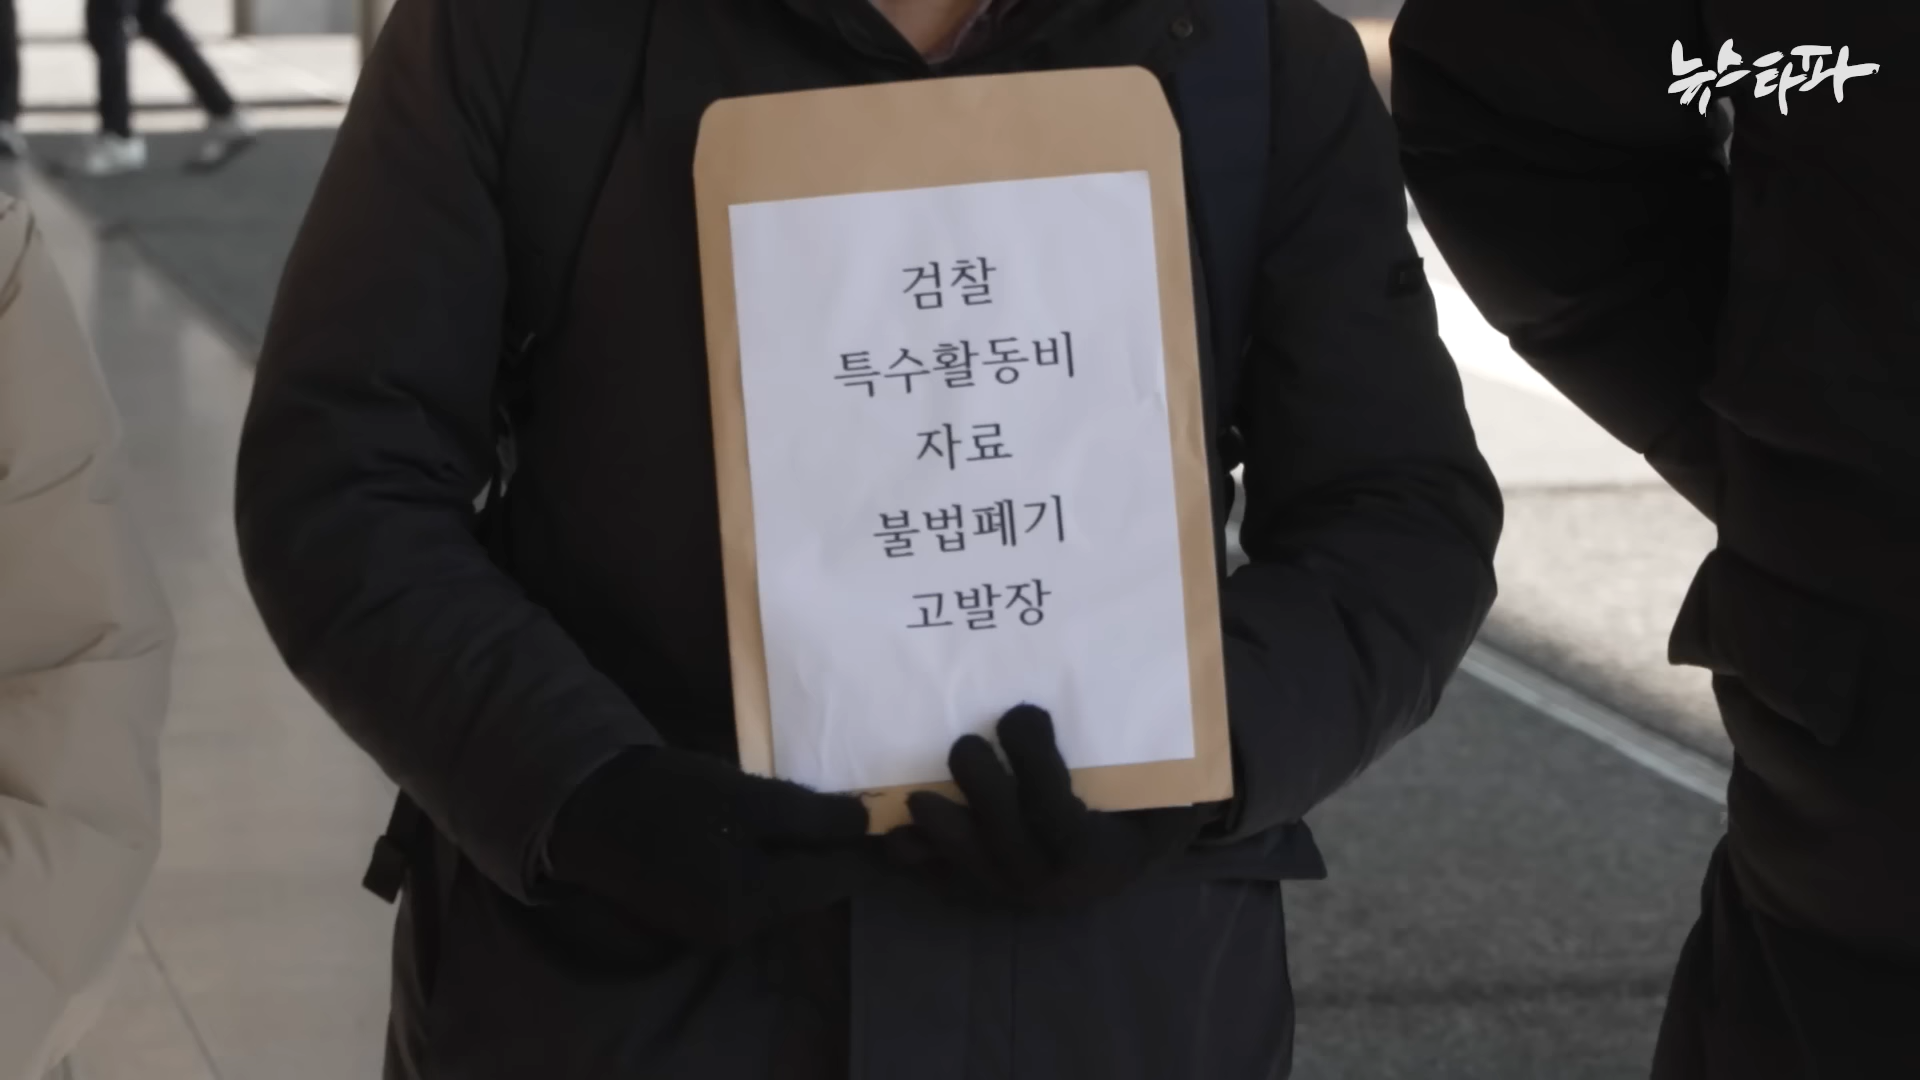 뉴스타파
검찰
특수활동비
자료
불법폐기
고발장